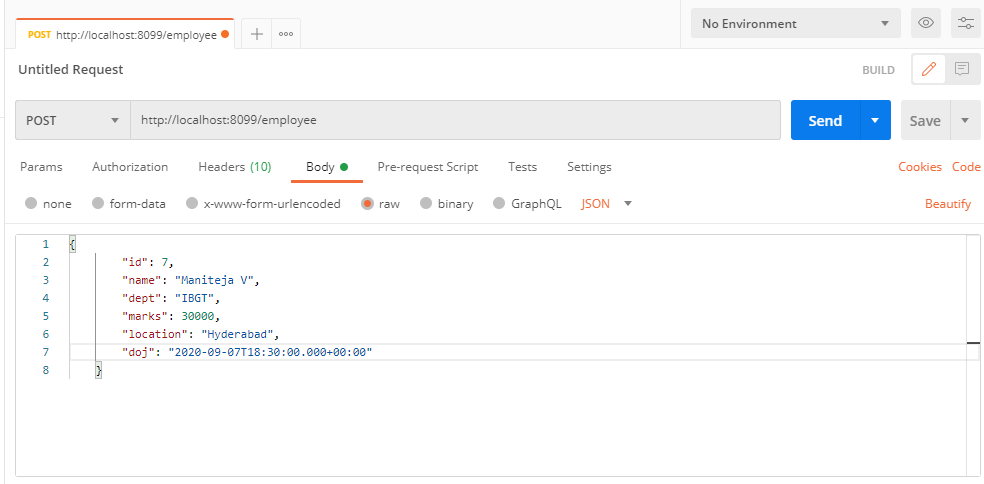 POST http://localhost:8099/employee
No Environment
Untitled Request
BUILD
POST http://localhost:8099/employee Send Save
Params Authorization Headers (10) Body Pre-request Script Tests Settings Cookies Code
none form-data x-www-form-urlencoded raw binary GraphQL JSON Beautify
1 {
2 "id": 7,
3 "name": "Maniteja V",
4 "dept": "IBGT",
5 "marks": 30000,
6 "location": "Hyderabad",
7 "doj": "2020-09-07T18:30:00.000+00:00"
8 }